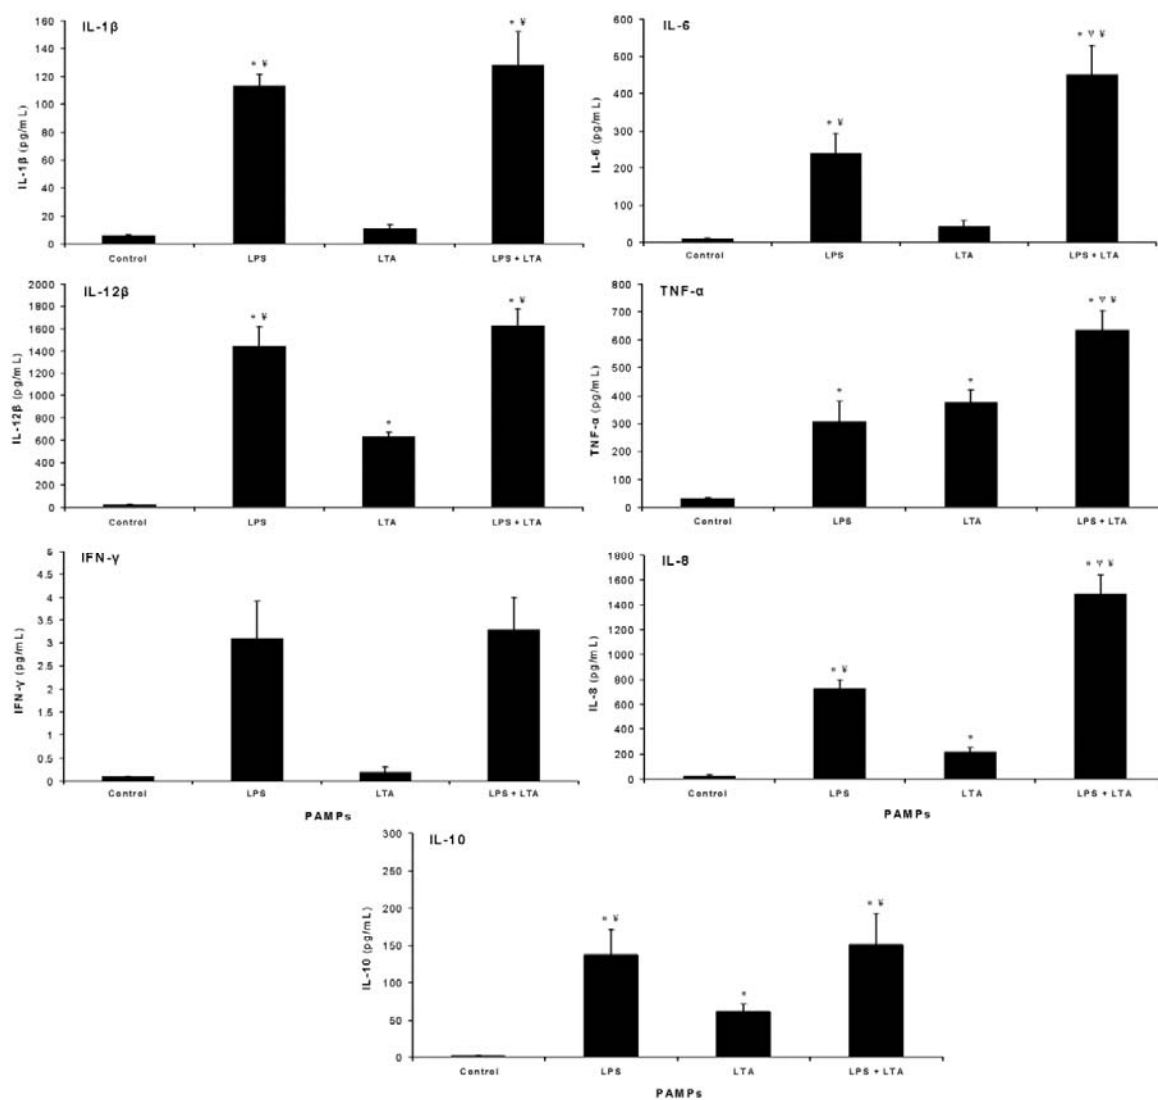 IL-1β
IL-1β (pg/mL)
160
140
120
100
80
60
40
20
0
* ¥
* ¥
Control
LPS
LTA
LPS + LTA
IL-6
IL-6 (pg/mL)
600
500
400
300
200
100
0
* ¥
* Ψ ¥
Control
LPS
LTA
LPS + LTA
IL-12β
IL-12β (pg/mL)
2000
1800
1600
1400
1200
1000
800
600
400
200
0
* ¥
*
* ¥
Control
LPS
LTA
LPS + LTA
TNF-α
TNF-α (pg/mL)
800
700
600
500
400
300
200
100
0
*
*
* Ψ ¥
Control
LPS
LTA
LPS + LTA
IFN-γ
IFN-γ (pg/mL)
5
4.5
4
3.5
3
2.5
2
1.5
1
0.5
0
Control
LPS
LTA
LPS + LTA
PAMPs
IL-8
IL-8 (pg/mL)
1800
1600
1400
1200
1000
800
600
400
200
0
* ¥
*
* Ψ ¥
Control
LPS
LTA
LPS + LTA
PAMPs
IL-10
IL-10 (pg/mL)
300
250
200
150
100
50
0
* ¥
*
* ¥
Control
LPS
LTA
LPS + LTA
PAMPs